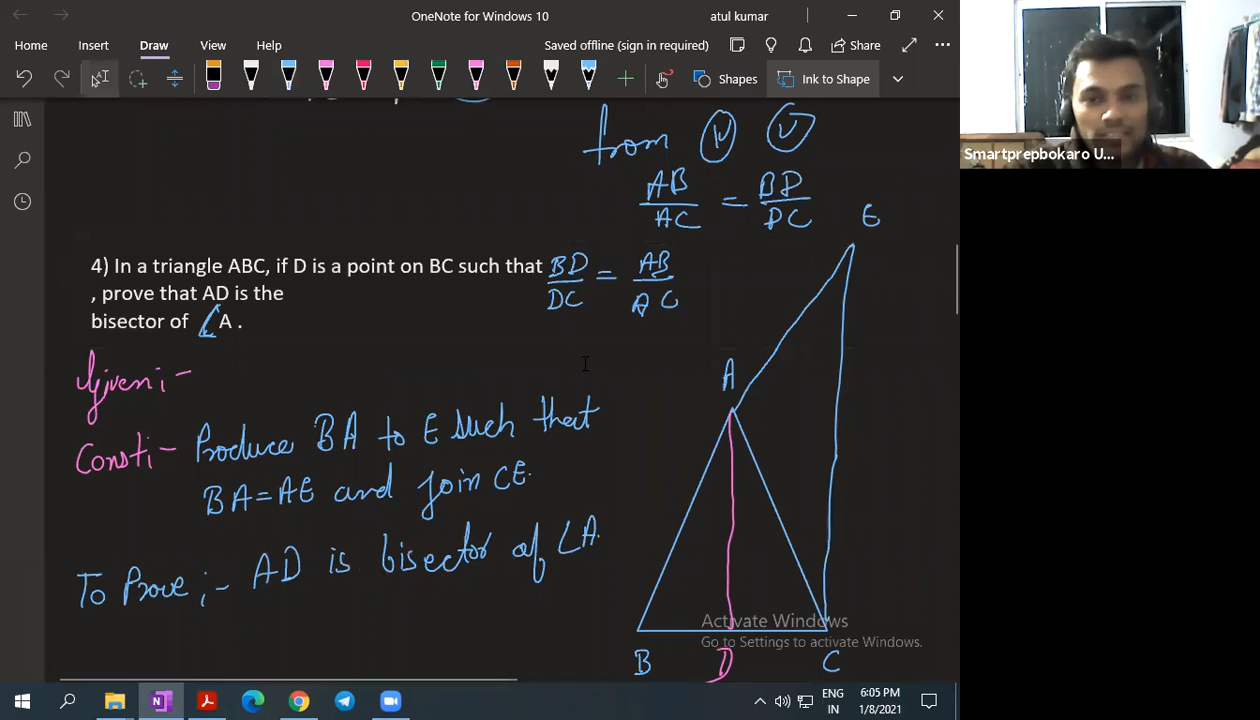 OneNote for Windows 10
atul kumar
Home Insert Draw View Help
Saved offline (sign in required)
Share
Shapes
Ink to Shape
from IV V
AB/AC = BD/DC
4) In a triangle ABC, if D is a point on BC such that BD/DC = AB/AC
, prove that AD is the
bisector of ∠A .
Given:-
Const:- Produce BA to E such that
BA=AE and join CE.
To Prove:- AD is bisector of ∠A.
E
A
B D C
Activate Windows
Go to Settings to activate Windows.
Smartprepbokaro U...
ENG
IN
6:05 PM
1/8/2021